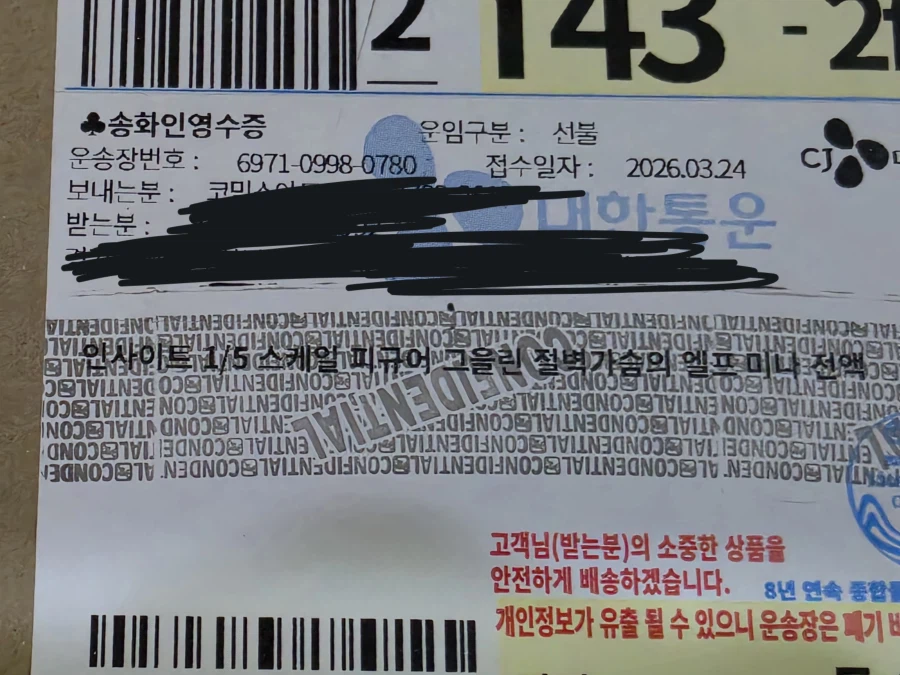 2
143 - 2
♣송화인영수증
운임구분 : 선불
운송장번호 : 6971-0998-0780
접수일자 : 2026.03.24
CJ
보내는분 :
대한통운
받는분 :
CONFIDENTIAL
인사이트 1/5 스케일 피규어 그을린 절벽가슴의 엘프 미나 전액
고객님(받는분)의 소중한 상품을
안전하게 배송하겠습니다.
8년 연속 종합
개인정보가 유출 될 수 있으니 운송장은 폐기